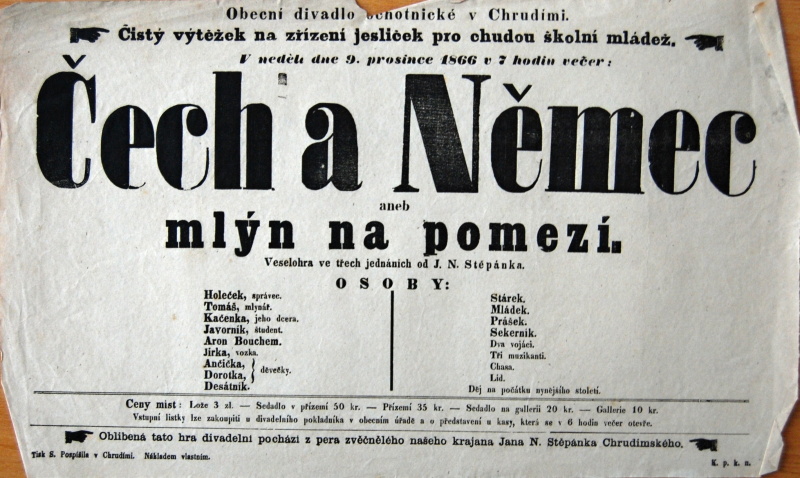 Obecní divadlo ochotnické v Chrudími.
Čistý výtěžek na zřízení jesliček pro chudou školní mládež.
V neděli dne 9. prosince 1866 v 7 hodin večer:
Čech a Němec
aneb
mlýn na pomezí.
Veselohra ve třech jednáních od J. N. Štěpánka.
OSOBY:
Holeček, správec.
Tomáš, mlynář.
Kačenka, jeho dcera.
Javorník, študent.
Aron Bouchem.
Jírka, vozka.
Ančička,
Dorotka, } děvečky.
Desátník.
Stárek.
Mládek.
Prášek.
Sekerník.
Dva vojáci.
Tři muzikanti.
Chasa.
Lid.
Děj na počátku nynějšího století.
Ceny míst: Lože 3 zl. — Sedadlo v přízemí 50 kr. — Přízemí 35 kr. — Sedadlo na gallerii 20 kr. — Gallerie 10 kr.
Vstupní lístky lze zakoupiti u divadelního pokladníka v obecním úřadě a o představení u kasy, která se v 6 hodin večer otevře.
Oblíbená tato hra divadelní pochází z pera zvěčnělého našeho krajana Jana N. Štěpánka Chrudímského.
Tisk S. Pospíšila v Chrudími. Nákladem vlastním.
K. p. k. n.